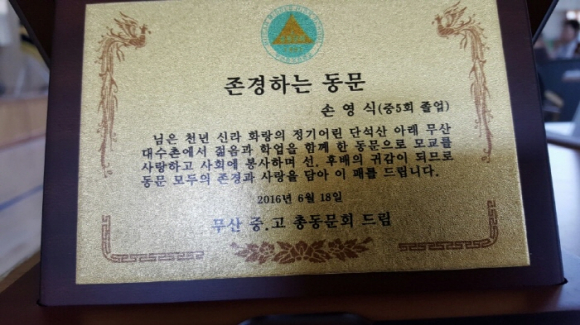 존경하는 동문
손 영 식(중5회 졸업)
님은 천년 신라 화랑의 정기어린 단석산 아래 무산
대수촌에서 젊음과 학업을 함께 한 동문으로 모교를
사랑하고 사회에 봉사하며 선. 후배의 귀감이 되므로
동문 모두의 존경과 사랑을 담아 이 패를 드립니다.
2016년 6월 18일
무산 중.고 총동문회 드림